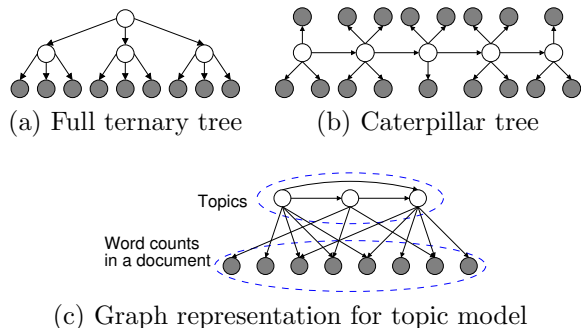 (a) Full ternary tree
(b) Caterpillar tree
Topics
Word counts
in a document
(c) Graph representation for topic model